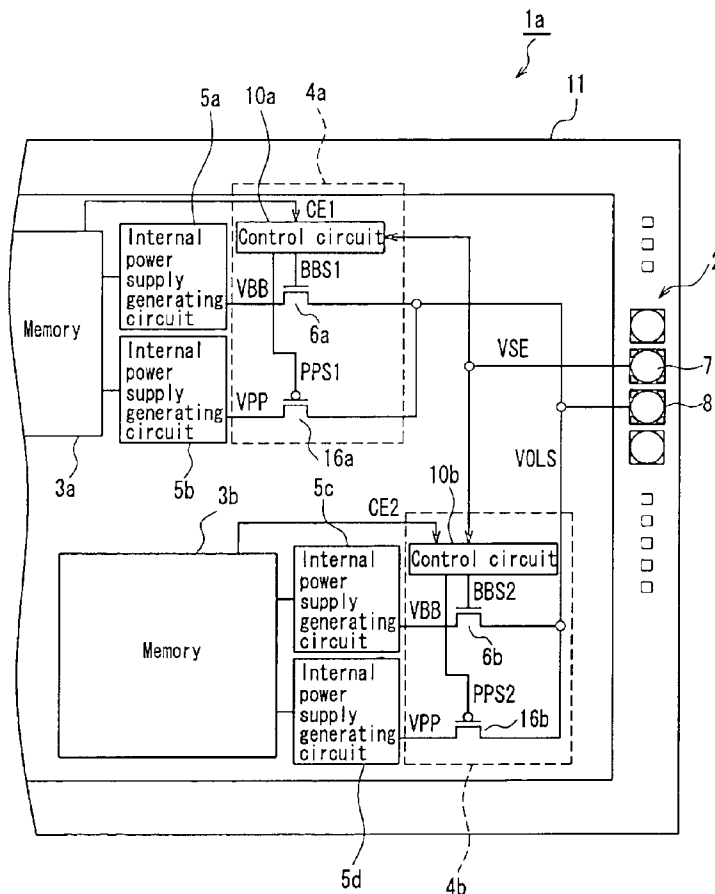 1a
11
4a
5a
10a
CE1
Internal
power
supply
generating
circuit
Control circuit
BBS1
VBB
2
6a
Memory
VSE
7
Internal
power
supply
generating
circuit
PPS1
VPP
8
16a
VOLS
3a
5b
3b
5c
CE2
10b
Internal
power
supply
generating
circuit
Control circuit
BBS2
VBB
6b
Memory
Internal
power
supply
generating
circuit
PPS2
VPP
16b
5d
4b